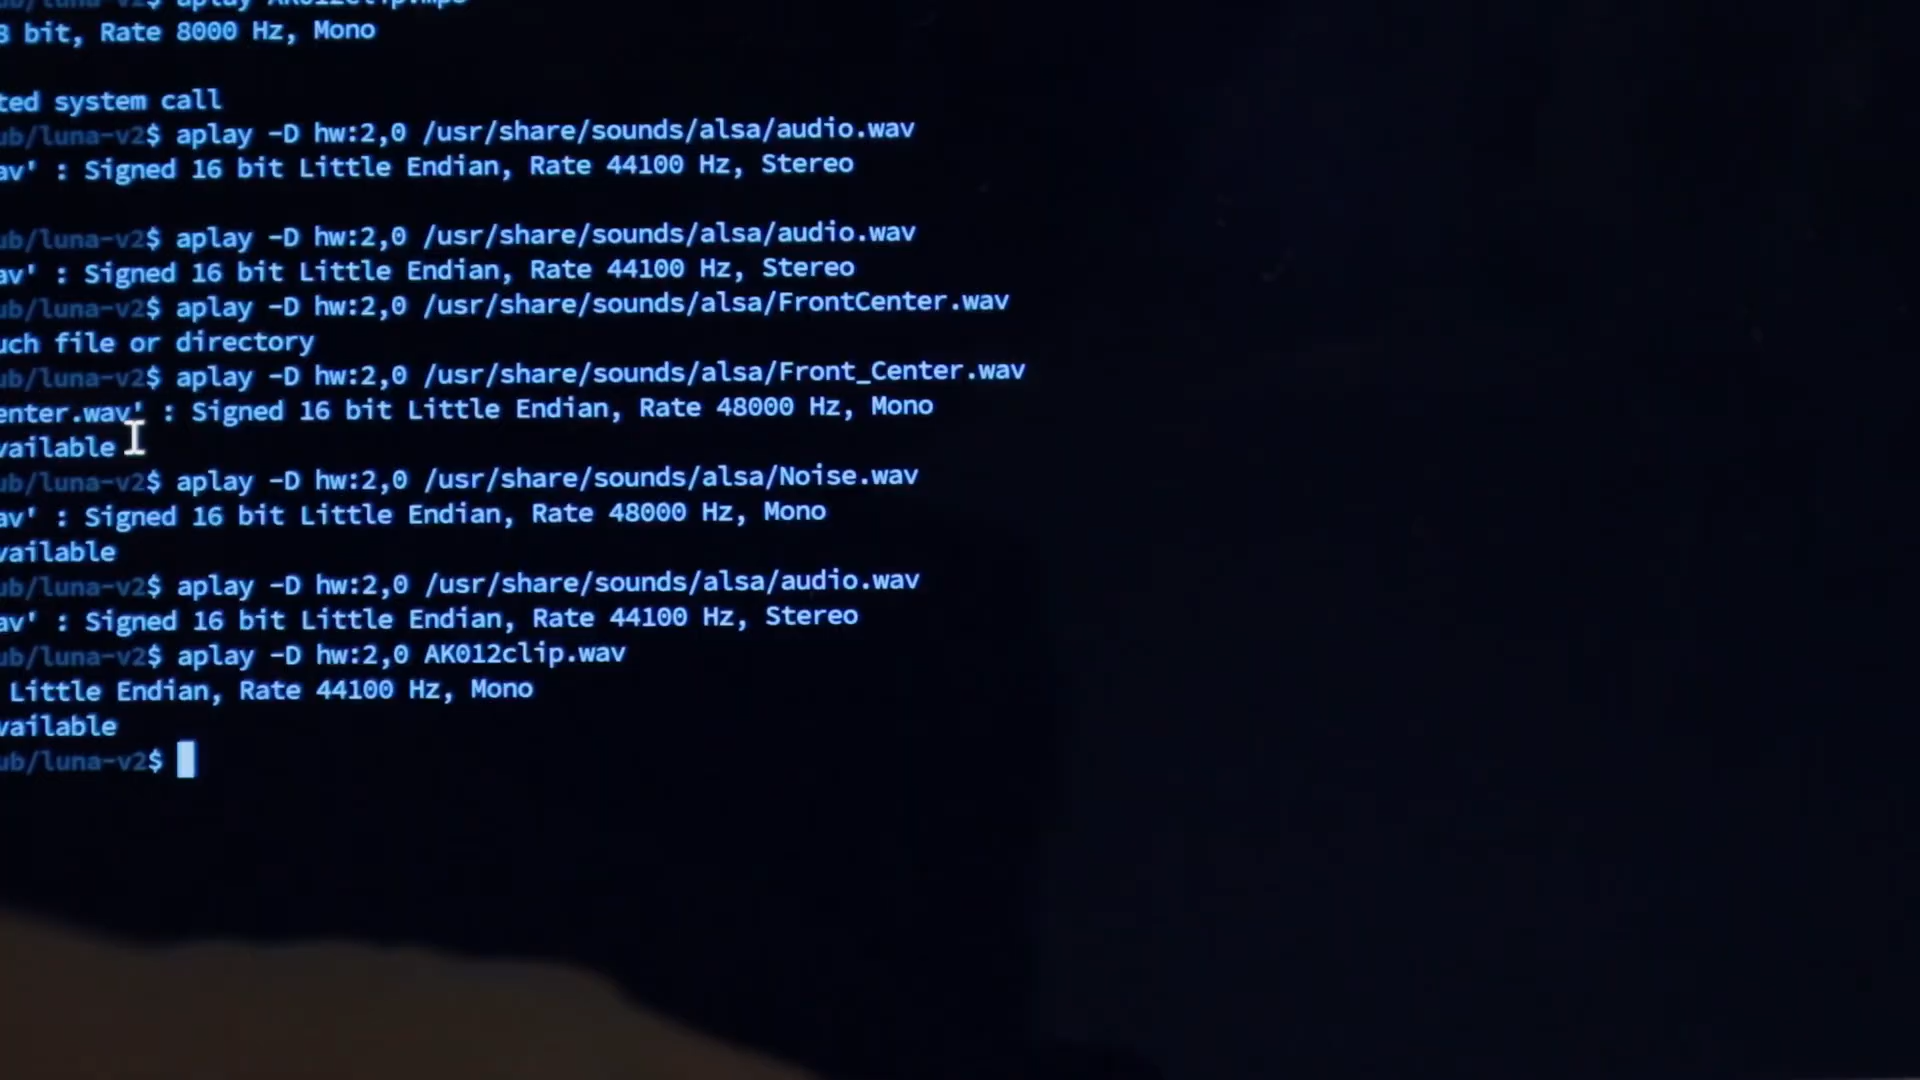 aplay AK012clip.mp3
8 bit, Rate 8000 Hz, Mono
ted system call
ub/luna-v2$ aplay -D hw:2,0 /usr/share/sounds/alsa/audio.wav
av' : Signed 16 bit Little Endian, Rate 44100 Hz, Stereo
ub/luna-v2$ aplay -D hw:2,0 /usr/share/sounds/alsa/audio.wav
av' : Signed 16 bit Little Endian, Rate 44100 Hz, Stereo
ub/luna-v2$ aplay -D hw:2,0 /usr/share/sounds/alsa/FrontCenter.wav
uch file or directory
ub/luna-v2$ aplay -D hw:2,0 /usr/share/sounds/alsa/Front_Center.wav
enter.wav' : Signed 16 bit Little Endian, Rate 48000 Hz, Mono
vailable
ub/luna-v2$ aplay -D hw:2,0 /usr/share/sounds/alsa/Noise.wav
av' : Signed 16 bit Little Endian, Rate 48000 Hz, Mono
vailable
ub/luna-v2$ aplay -D hw:2,0 /usr/share/sounds/alsa/audio.wav
av' : Signed 16 bit Little Endian, Rate 44100 Hz, Stereo
ub/luna-v2$ aplay -D hw:2,0 AK012clip.wav
Little Endian, Rate 44100 Hz, Mono
vailable
ub/luna-v2$